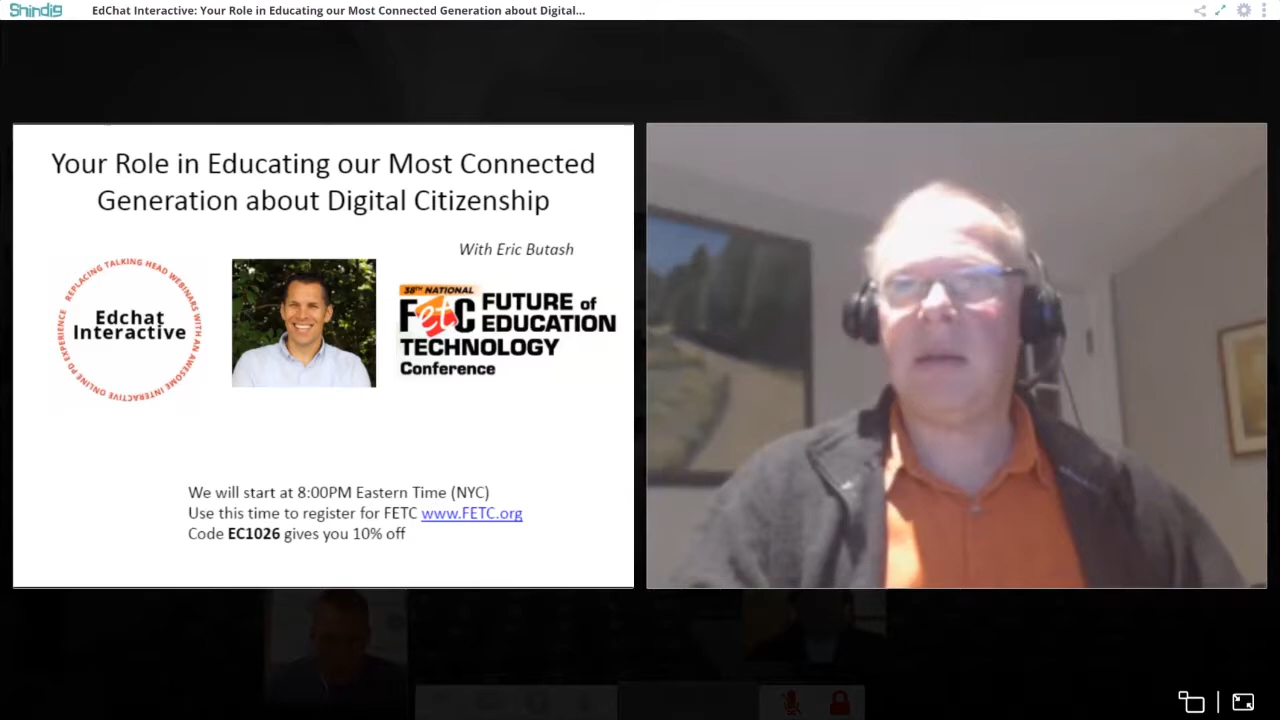 Shindig
EdChat Interactive: Your Role in Educating our Most Connected Generation about Digital...
Your Role in Educating our Most Connected
Generation about Digital Citizenship
With Eric Butash
REPLACING TALKING HEAD WEBINARS WITH AN AWESOME INTERACTIVE ONLINE PD EXPERIENCE
Edchat
Interactive
38TH NATIONAL
FETC FUTURE of
EDUCATION
TECHNOLOGY
Conference
We will start at 8:00PM Eastern Time (NYC)
Use this time to register for FETC www.FETC.org
Code EC1026 gives you 10% off